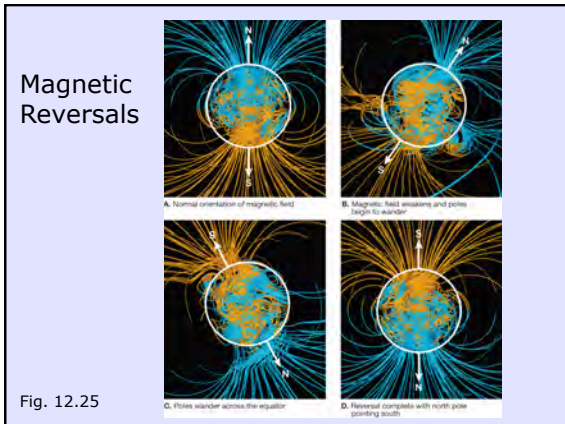 Magnetic
Reversals
N
S
A. Normal orientation of magnetic field
N
S
B. Magnetic field weakens and poles
begin to wander
S
N
C. Poles wander across the equator
S
N
D. Reversal complete with north pole
pointing south
Fig. 12.25